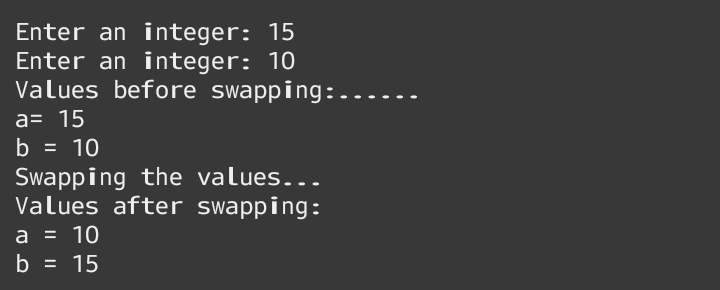 Enter an integer: 15
Enter an integer: 10
Values before swapping:......
a= 15
b = 10
Swapping the values...
Values after swapping:
a = 10
b = 15